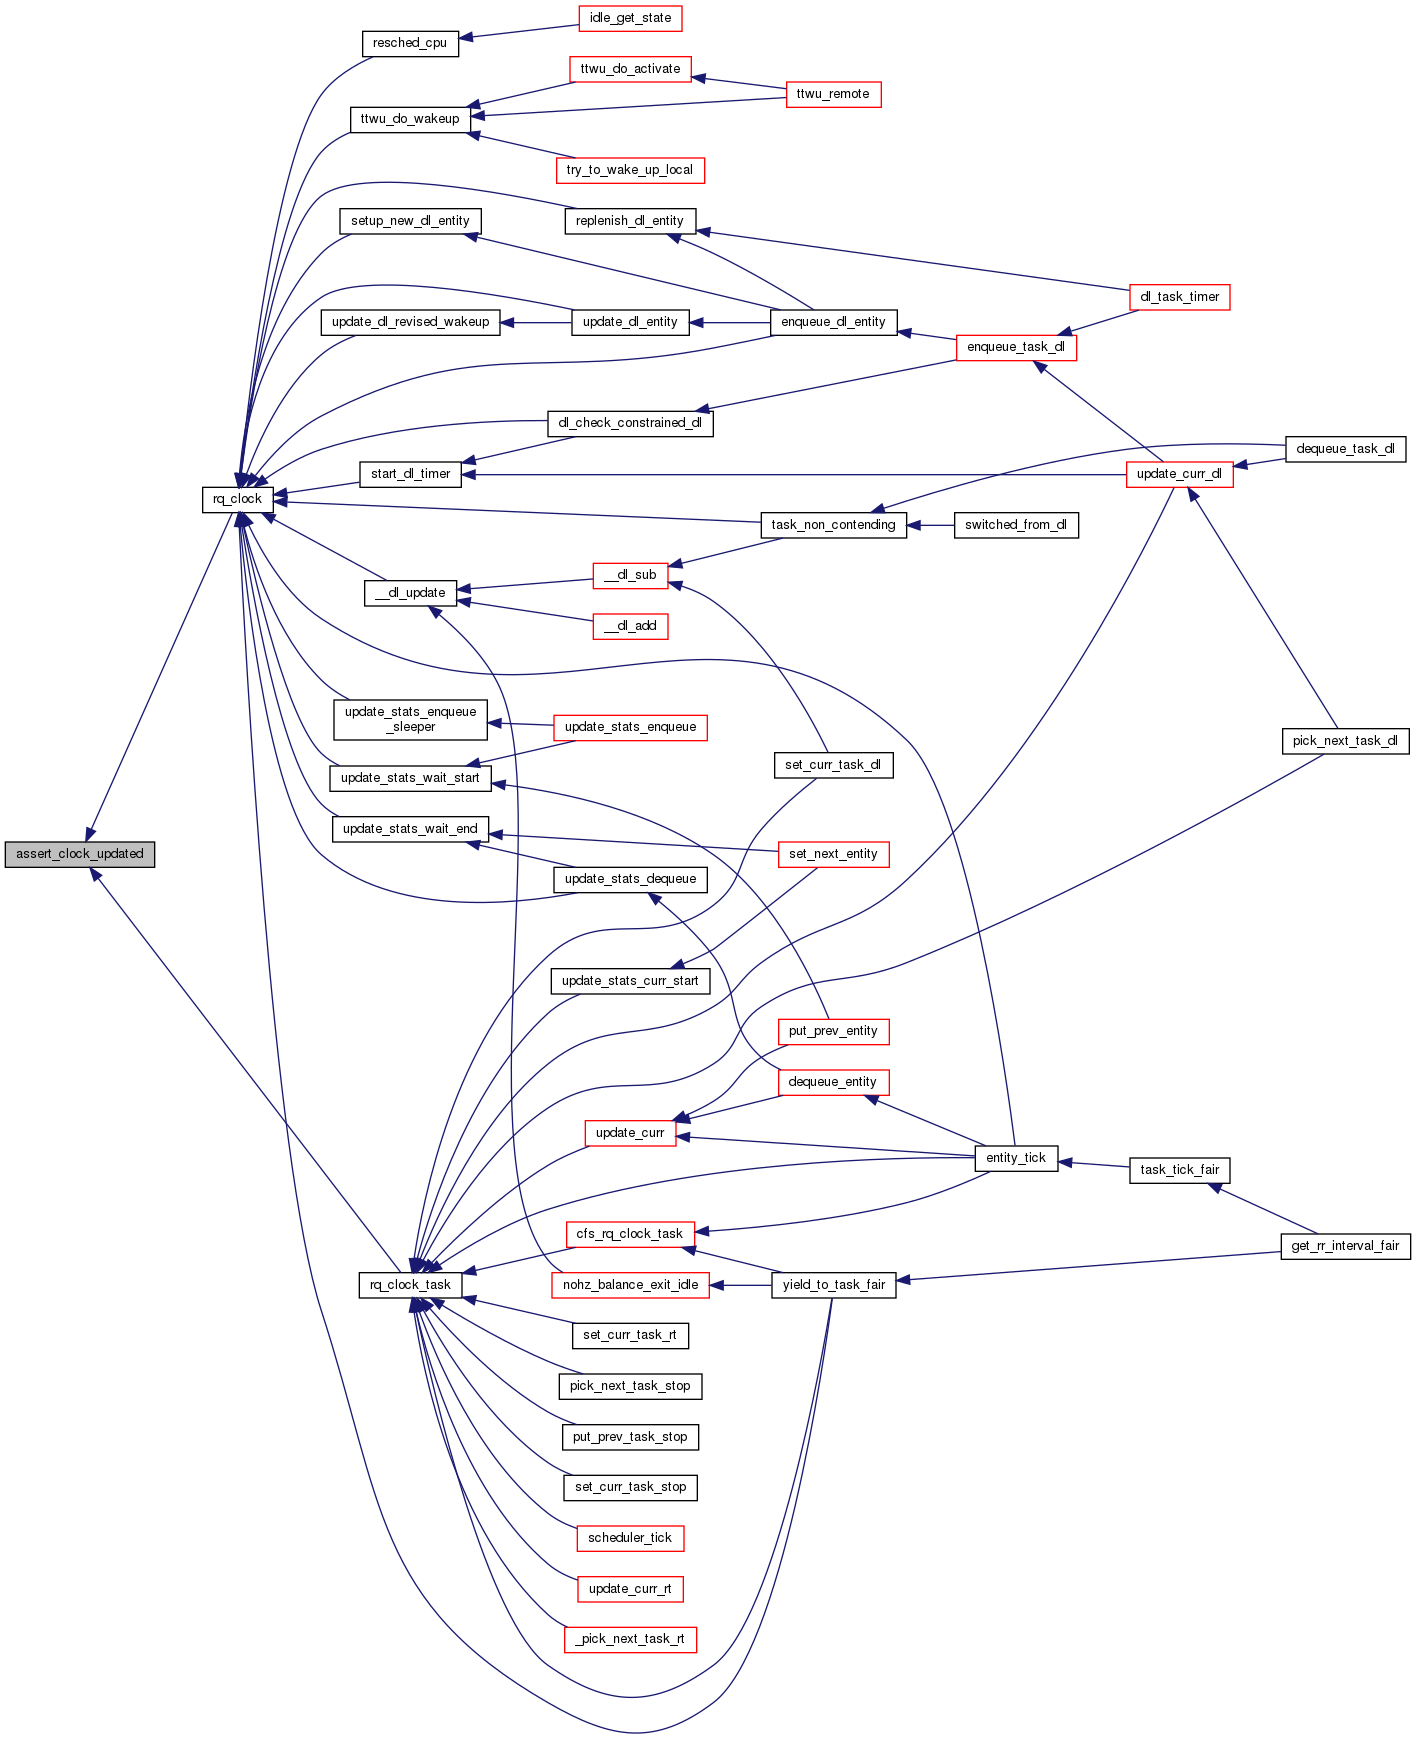 idle_get_state
resched_cpu
ttwu_do_activate
ttwu_remote
ttwu_do_wakeup
try_to_wake_up_local
setup_new_dl_entity
replenish_dl_entity
dl_task_timer
update_dl_revised_wakeup
update_dl_entity
enqueue_dl_entity
enqueue_task_dl
dl_check_constrained_dl
dequeue_task_dl
start_dl_timer
update_curr_dl
rq_clock
task_non_contending
switched_from_dl
__dl_sub
__dl_update
__dl_add
update_stats_enqueue
_sleeper
update_stats_enqueue
pick_next_task_dl
set_curr_task_dl
update_stats_wait_start
update_stats_wait_end
assert_clock_updated
set_next_entity
update_stats_dequeue
update_stats_curr_start
put_prev_entity
dequeue_entity
update_curr
entity_tick
task_tick_fair
cfs_rq_clock_task
get_rr_interval_fair
rq_clock_task
nohz_balance_exit_idle
yield_to_task_fair
set_curr_task_rt
pick_next_task_stop
put_prev_task_stop
set_curr_task_stop
scheduler_tick
update_curr_rt
_pick_next_task_rt